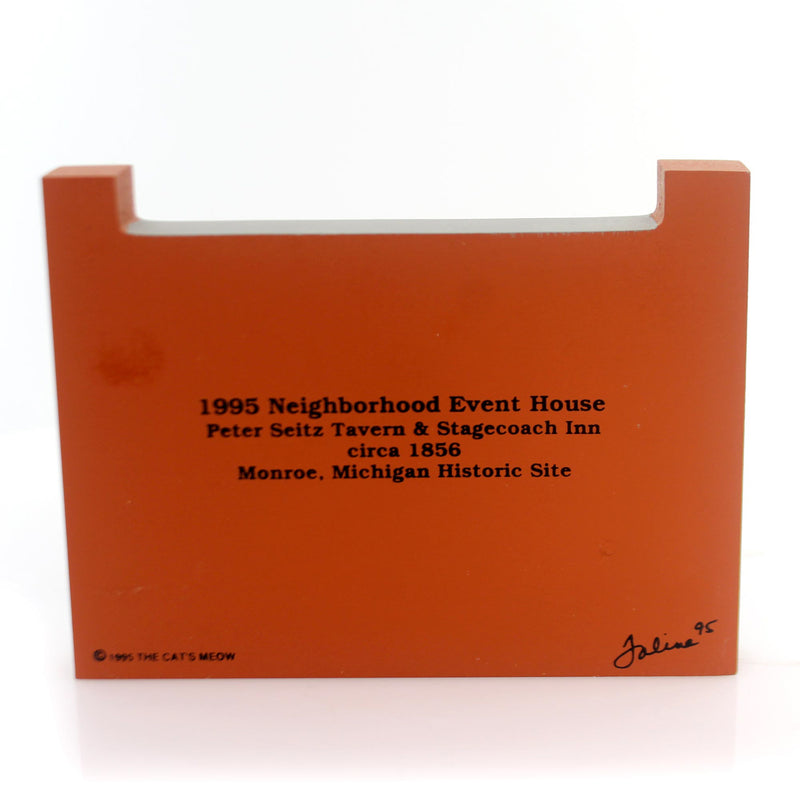 1995 Neighborhood Event House
Peter Seitz Tavern & Stagecoach Inn
circa 1856
Monroe, Michigan Historic Site
© 1995 THE CAT'S MEOW
Faline 95